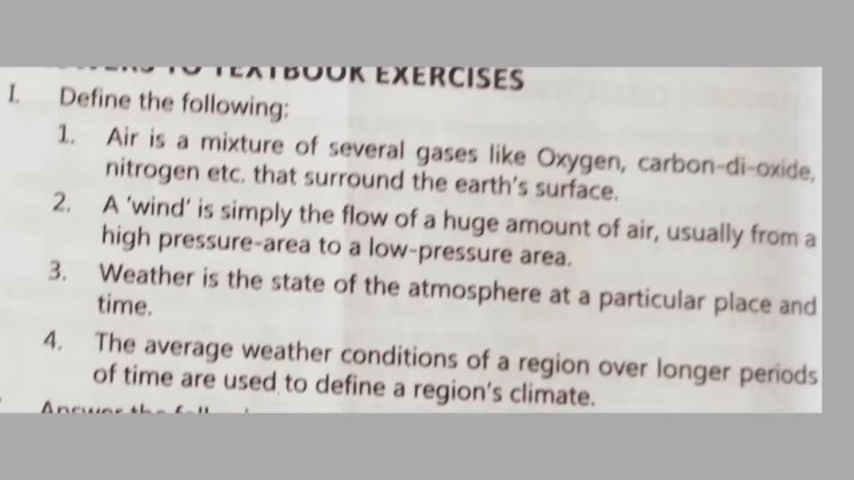 TO TEXTBOOK EXERCISES
I. Define the following:
1. Air is a mixture of several gases like Oxygen, carbon-di-oxide,
nitrogen etc. that surround the earth's surface.
2. A 'wind' is simply the flow of a huge amount of air, usually from a
high pressure-area to a low-pressure area.
3. Weather is the state of the atmosphere at a particular place and
time.
4. The average weather conditions of a region over longer periods
of time are used to define a region's climate.
Answer the